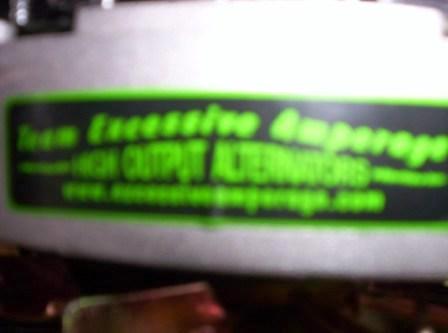 Team Excessive Amperage
HIGH OUTPUT ALTERNATORS
www.excessiveamperage.com